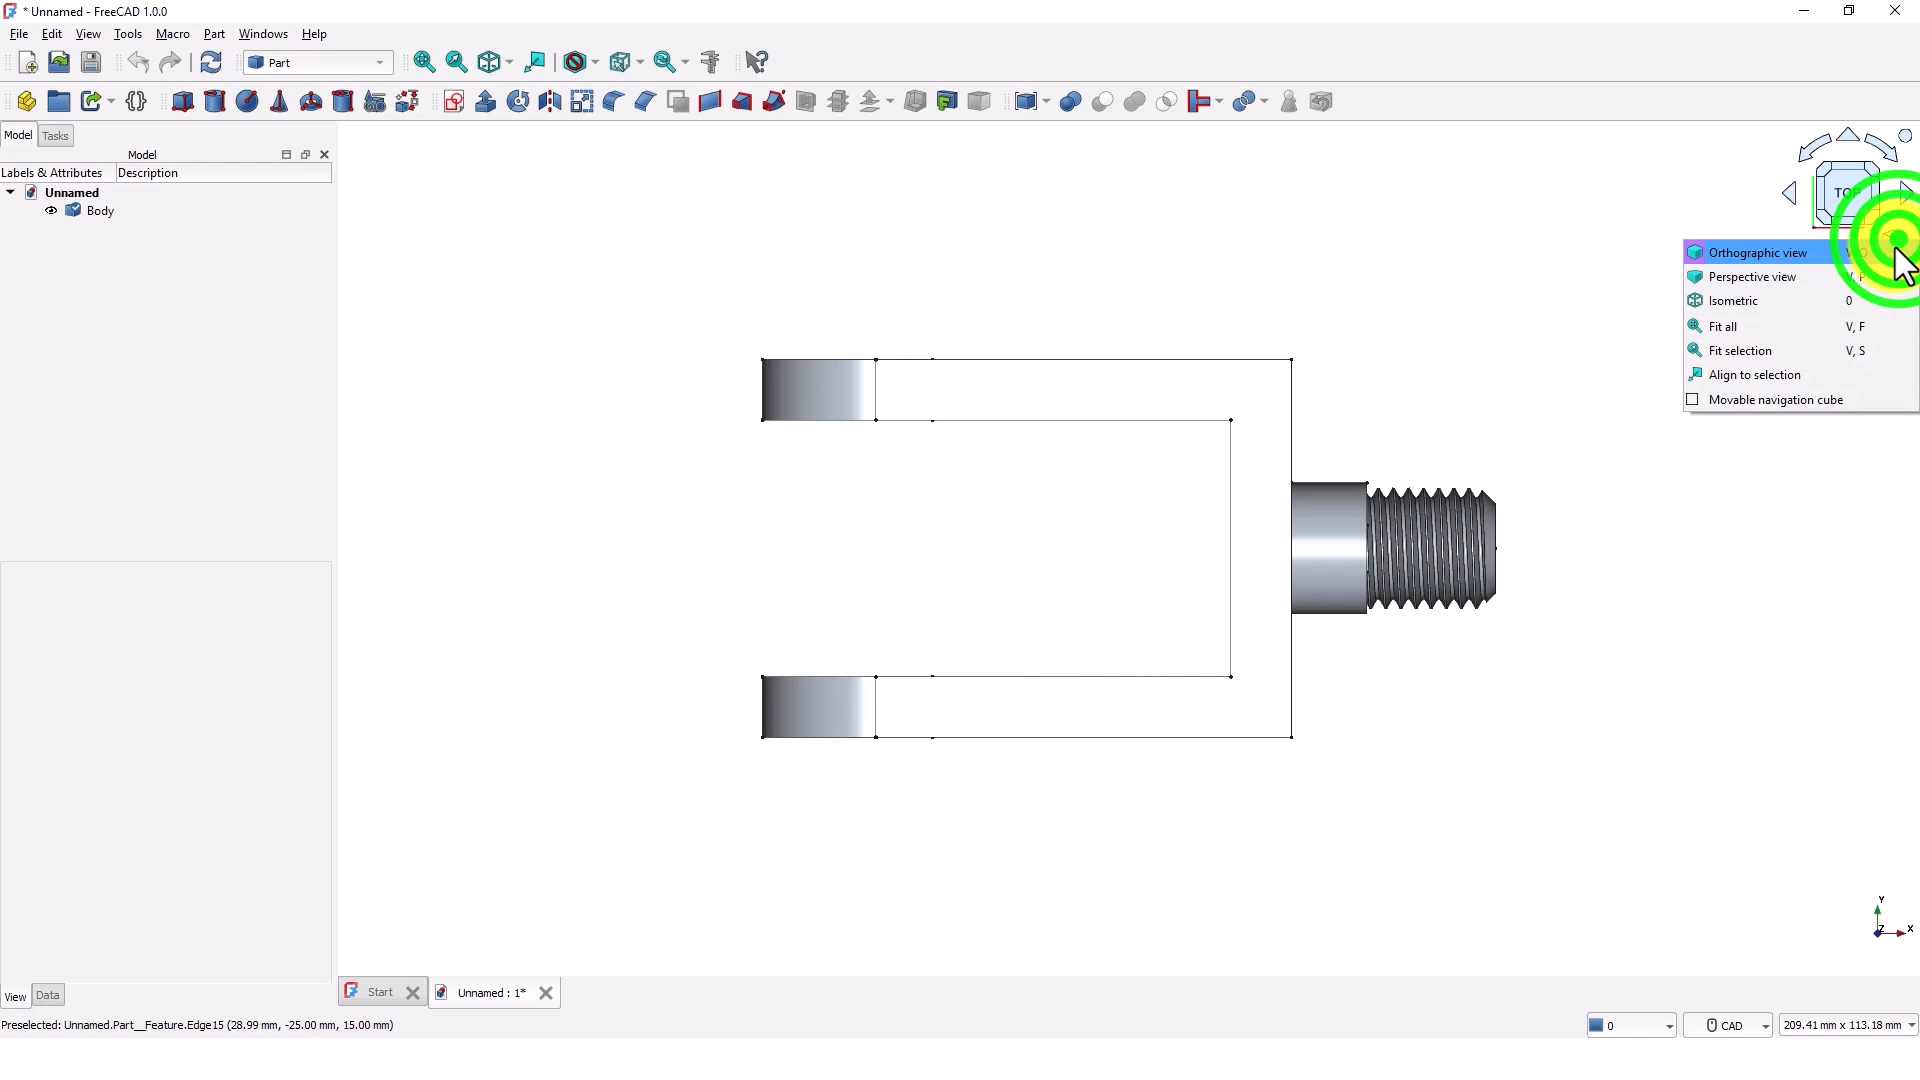 * Unnamed - FreeCAD 1.0.0
File Edit View Tools Macro Part Windows Help
Part
Model Tasks
Model
Labels & Attributes Description
Unnamed
Body
TOP
Orthographic view V, O
Perspective view V, P
Isometric 0
Fit all V, F
Fit selection V, S
Align to selection
Movable navigation cube
Y
Z X
View Data
Start Unnamed : 1*
Preselected: Unnamed.Part__Feature.Edge15 (28.99 mm, -25.00 mm, 15.00 mm)
0 CAD 209.41 mm x 113.18 mm